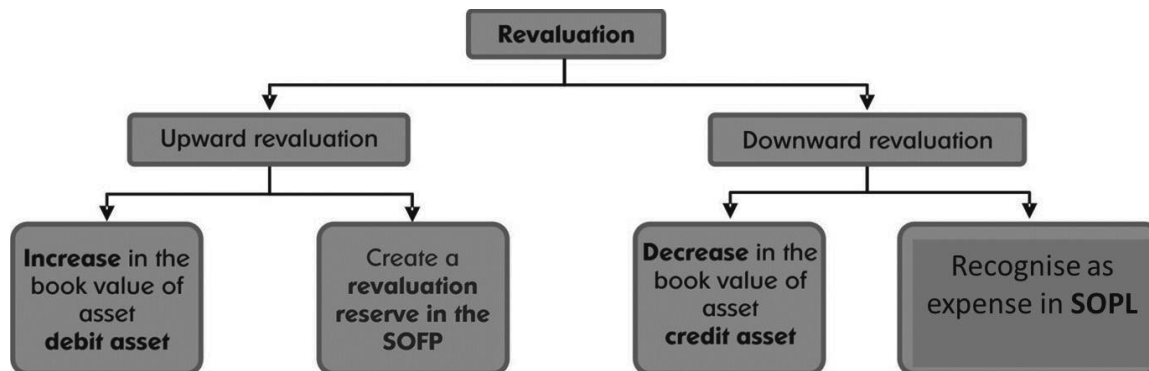 Revaluation
Upward revaluation
Downward revaluation
Increase in the
book value of
asset
debit asset
Create a
revaluation
reserve in the
SOFP
Decrease in the
book value of
asset
credit asset
Recognise as
expense in SOPL